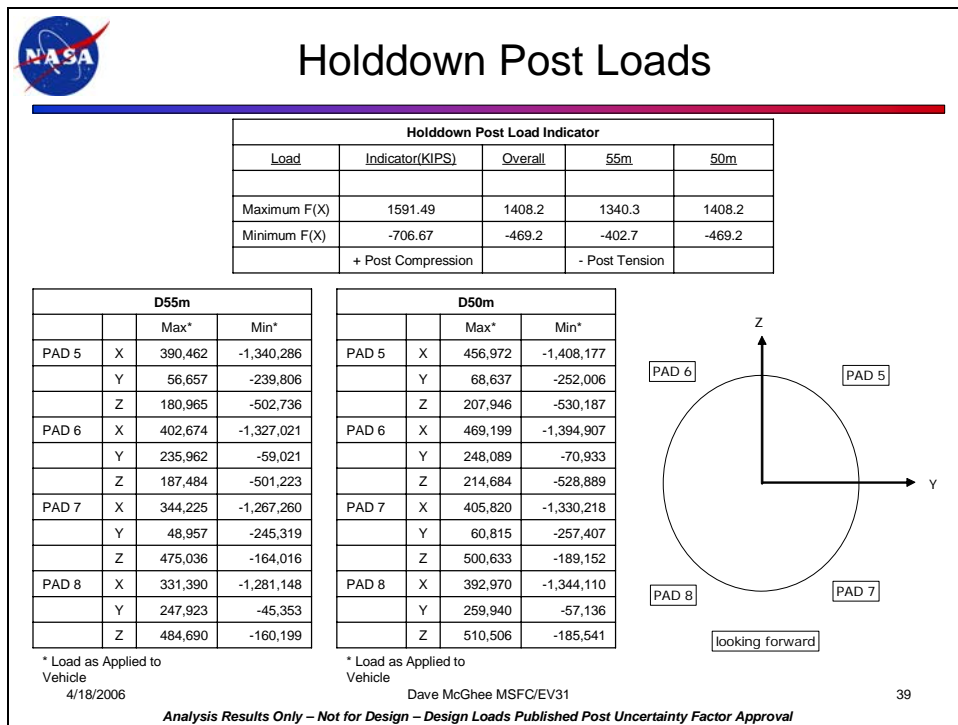 NASA
Holddown Post Loads
Holddown Post Load Indicator
Load Indicator(KIPS) Overall 55m 50m
Maximum F(X) 1591.49 1408.2 1340.3 1408.2
Minimum F(X) -706.67 -469.2 -402.7 -469.2
+ Post Compression - Post Tension
D55m
Max* Min*
PAD 5 X 390,462 -1,340,286
Y 56,657 -239,806
Z 180,965 -502,736
PAD 6 X 402,674 -1,327,021
Y 235,962 -59,021
Z 187,484 -501,223
PAD 7 X 344,225 -1,267,260
Y 48,957 -245,319
Z 475,036 -164,016
PAD 8 X 331,390 -1,281,148
Y 247,923 -45,353
Z 484,690 -160,199
* Load as Applied to
Vehicle
D50m
Max* Min*
PAD 5 X 456,972 -1,408,177
Y 68,637 -252,006
Z 207,946 -530,187
PAD 6 X 469,199 -1,394,907
Y 248,089 -70,933
Z 214,684 -528,889
PAD 7 X 405,820 -1,330,218
Y 60,815 -257,407
Z 500,633 -189,152
PAD 8 X 392,970 -1,344,110
Y 259,940 -57,136
Z 510,506 -185,541
* Load as Applied to
Vehicle
Z
PAD 6 PAD 5
Y
PAD 8 PAD 7
looking forward
4/18/2006 Dave McGhee MSFC/EV31 39
Analysis Results Only – Not for Design – Design Loads Published Post Uncertainty Factor Approval